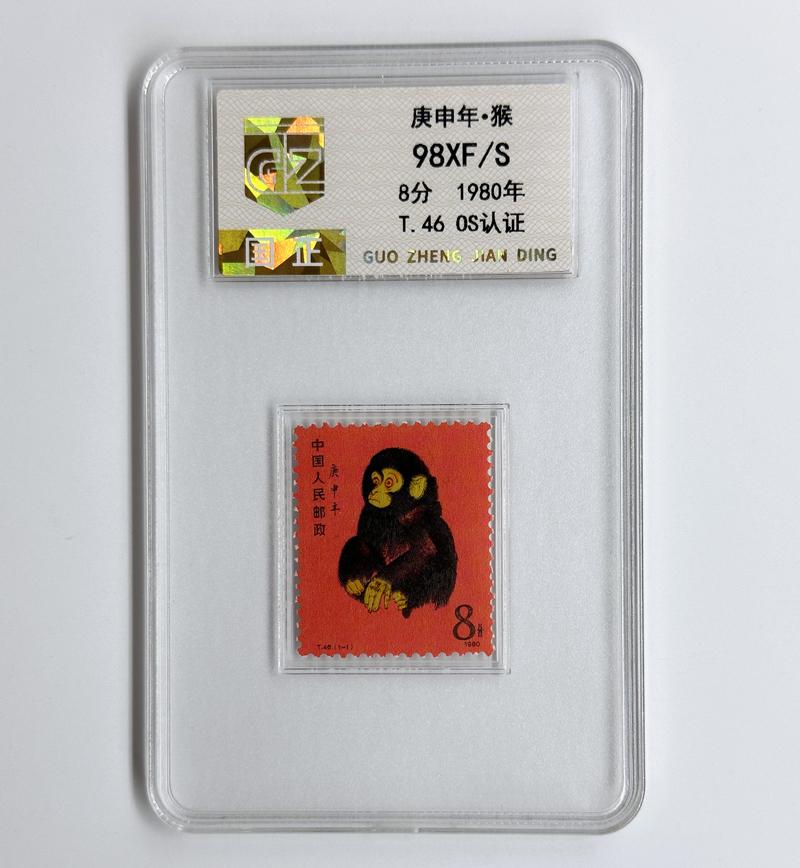 GZ
国正
庚申年·猴
98XF/S
8分 1980年
T.46 OS认证
GUO ZHENG JIAN DING
中国人民邮政
庚申年
8分
T.46.(1-1)
1980